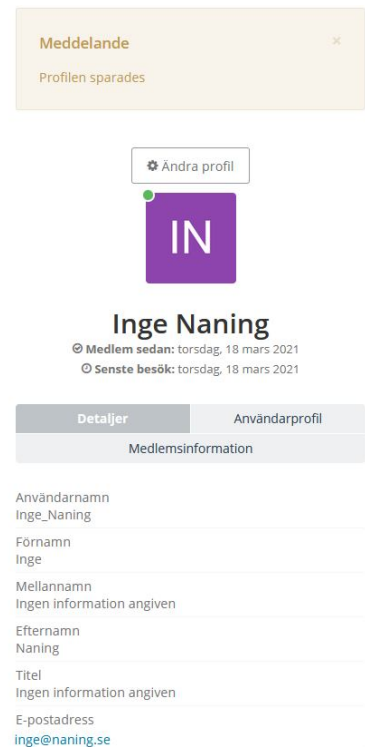 Meddelande
×
Profilen sparades
Ändra profil
IN
Inge Naning
Medlem sedan: torsdag, 18 mars 2021
Senste besök: torsdag, 18 mars 2021
Detaljer
Användarprofil
Medlemsinformation
Användarnamn
Inge_Naning
Förnamn
Inge
Mellannamn
Ingen information angiven
Efternamn
Naning
Titel
Ingen information angiven
E-postadress
inge@naning.se